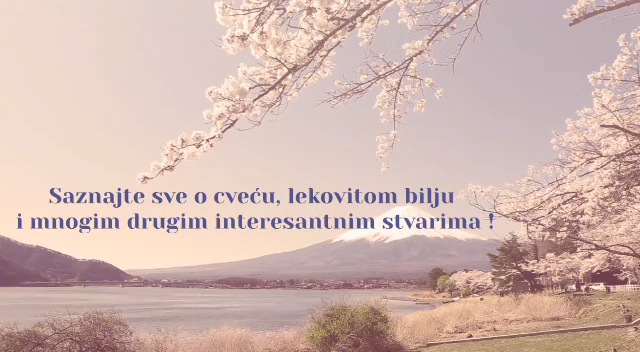 Saznajte sve o cveću, lekovitom bilju
i mnogim drugim interesantnim stvarima !